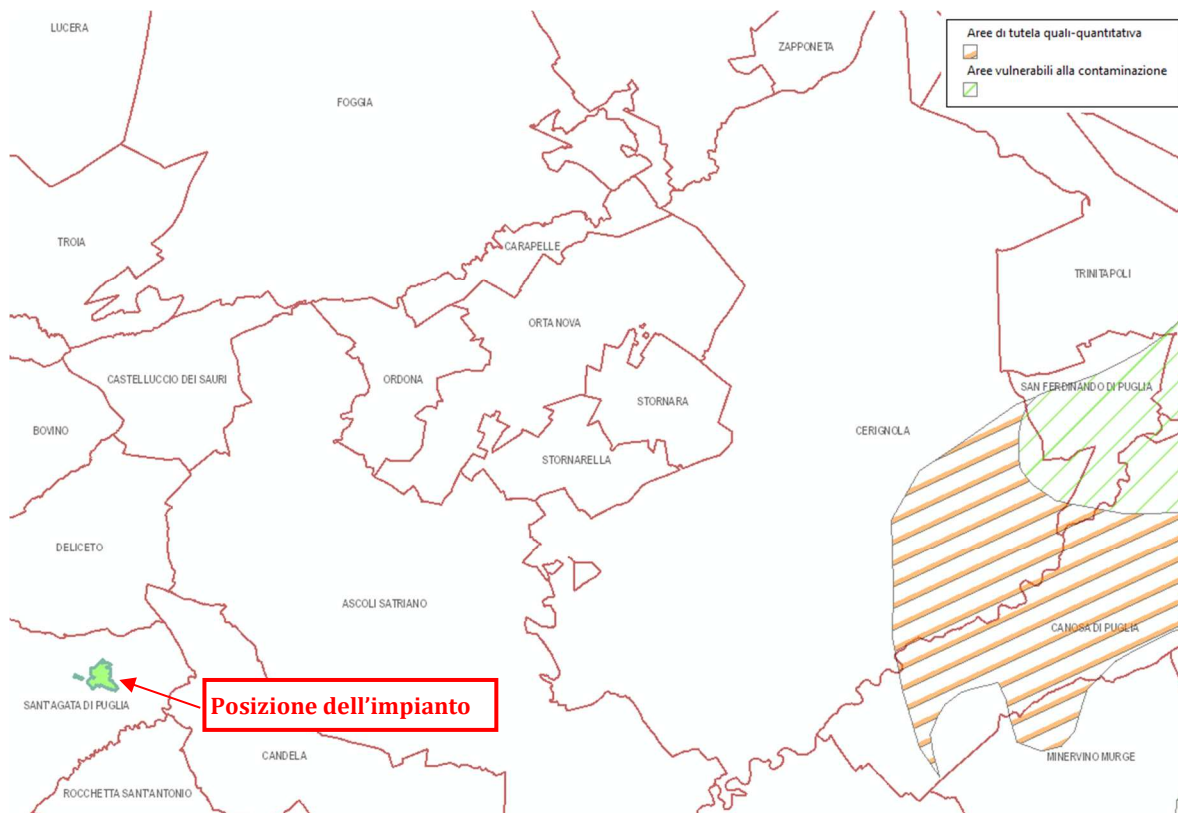 LUCERA
ZAPPONETA
Aree di tutela quali-quantitativa
Aree vulnerabili alla contaminazione
FOGGIA
TROIA
CARAPELLE
TRINITAPOLI
ORTA NOVA
CASTELLUCCIO DEI SAURI
ORDONA
SAN FERDINANDO DI PUGLIA
STORNARA
BOVINO
CERIGNOLA
STORNARELLA
DELICETO
ASCOLI SATRIANO
CANOSA DI PUGLIA
SANT'AGATA DI PUGLIA
Posizione dell'impianto
CANDELA
MINERVINO MURGE
ROCCHETTA SANT'ANTONIO